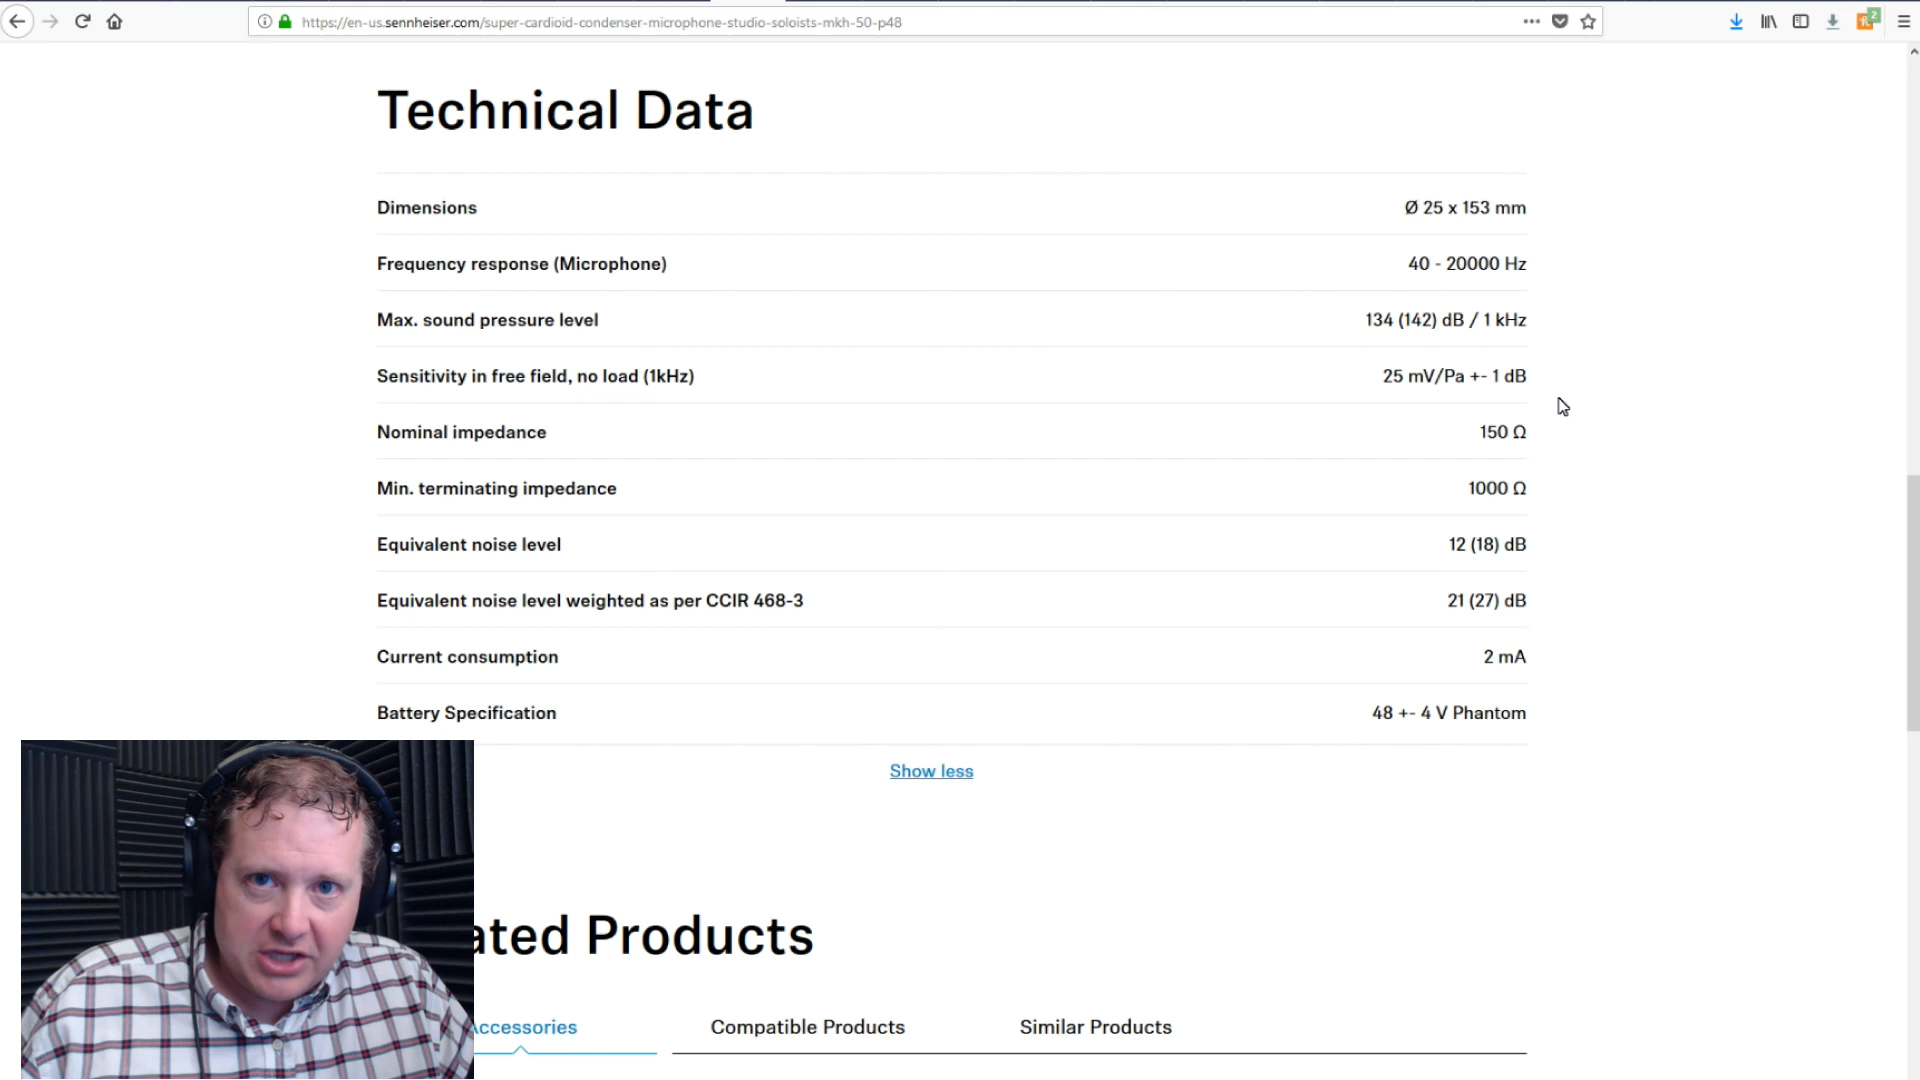 https://en-us.sennheiser.com/super-cardioid-condenser-microphone-studio-soloists-mkh-50-p48
2
Technical Data
Dimensions Ø 25 x 153 mm
Frequency response (Microphone) 40 - 20000 Hz
Max. sound pressure level 134 (142) dB / 1 kHz
Sensitivity in free field, no load (1kHz) 25 mV/Pa +- 1 dB
Nominal impedance 150 Ω
Min. terminating impedance 1000 Ω
Equivalent noise level 12 (18) dB
Equivalent noise level weighted as per CCIR 468-3 21 (27) dB
Current consumption 2 mA
Battery Specification 48 +- 4 V Phantom
Show less
ated Products
Accessories Compatible Products Similar Products